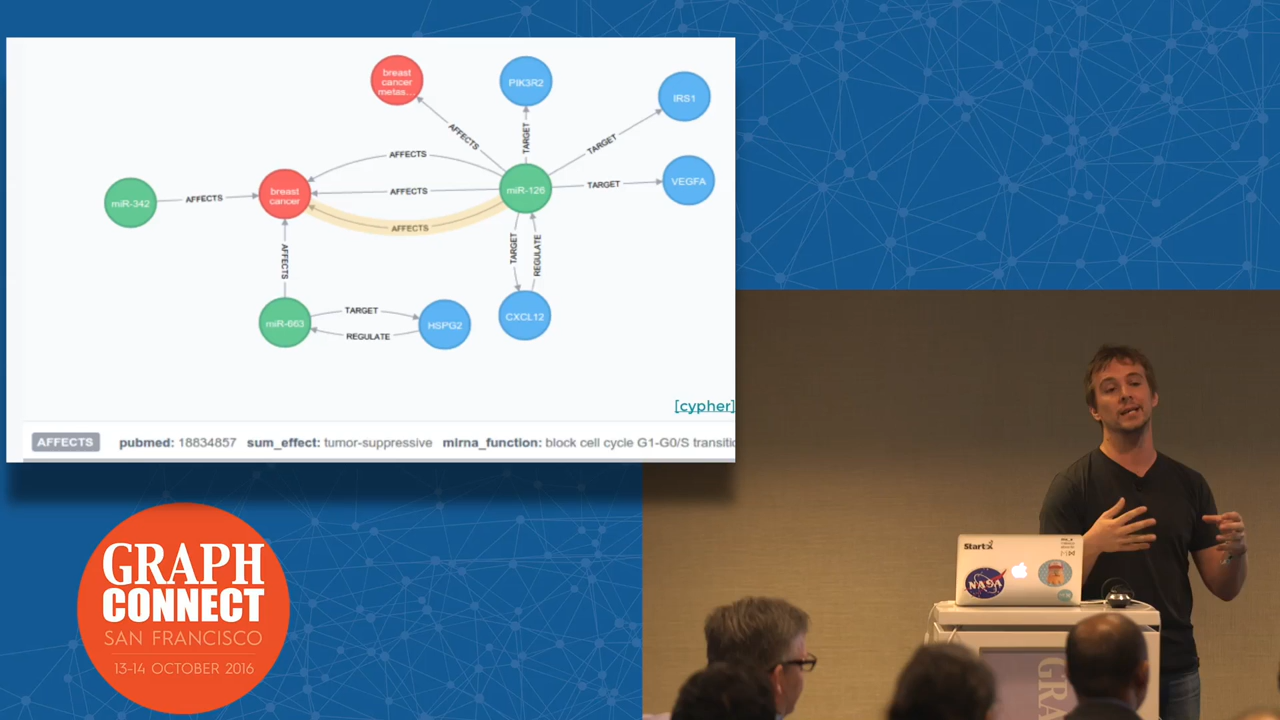 breast
cancer
metas...
PIK3R2
IRS1
AFFECTS
TARGET
TARGET
AFFECTS
VEGFA
miR-342
AFFECTS
breast
cancer
AFFECTS
miR-126
TARGET
AFFECTS
AFFECTS
TARGET
REGULATE
miR-663
TARGET
REGULATE
HSPG2
CXCL12
[cypher]
AFFECTS pubmed: 18834857 sum_effect: tumor-suppressive mirna_function: block cell cycle G1-G0/S
GRAPH
CONNECT
SAN FRANCISCO
13-14 OCTOBER 2016
StartX
NASA
GRA